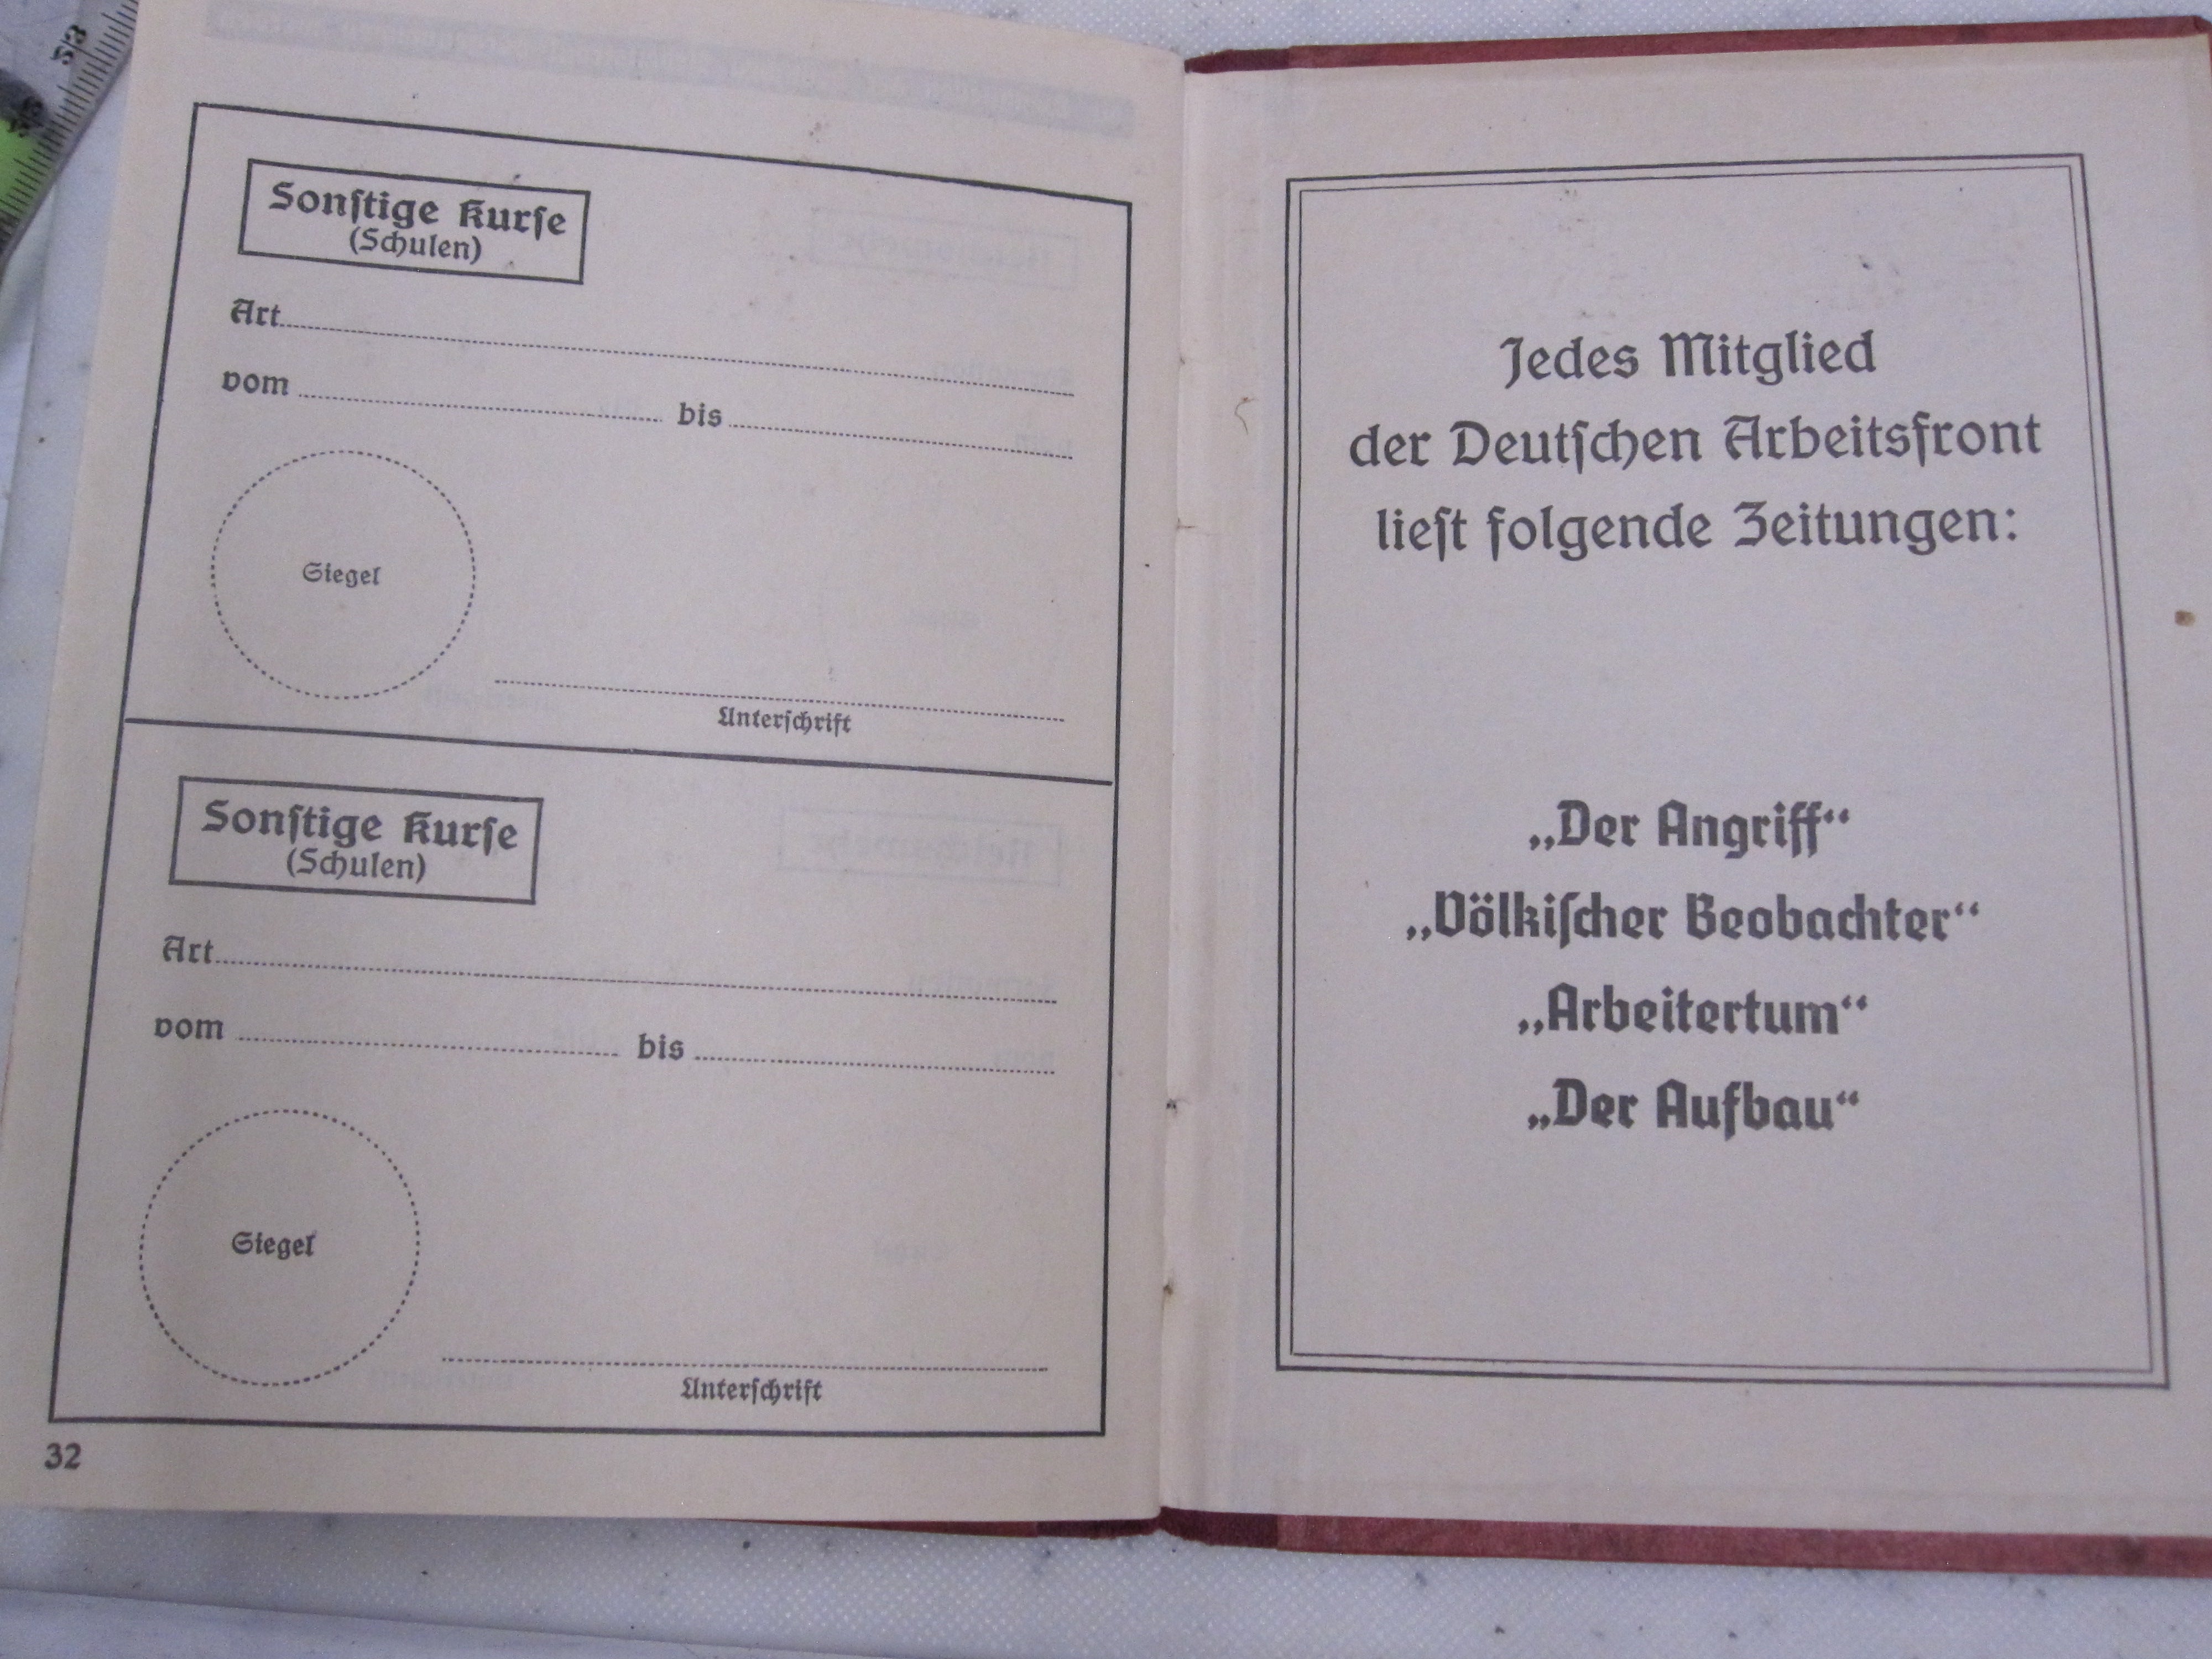 Sonſtige Kurſe
(Schulen)
Art
vom bis
Siegel
Unterſchrift
Sonſtige Kurſe
(Schulen)
Art
vom bis
Siegel
Unterſchrift
32
Jedes Mitglied
der Deutſchen Arbeitsfront
lieſt folgende Zeitungen:
„Der Angriff“
„Völkiſcher Beobachter“
„Arbeitertum“
„Der Aufbau“